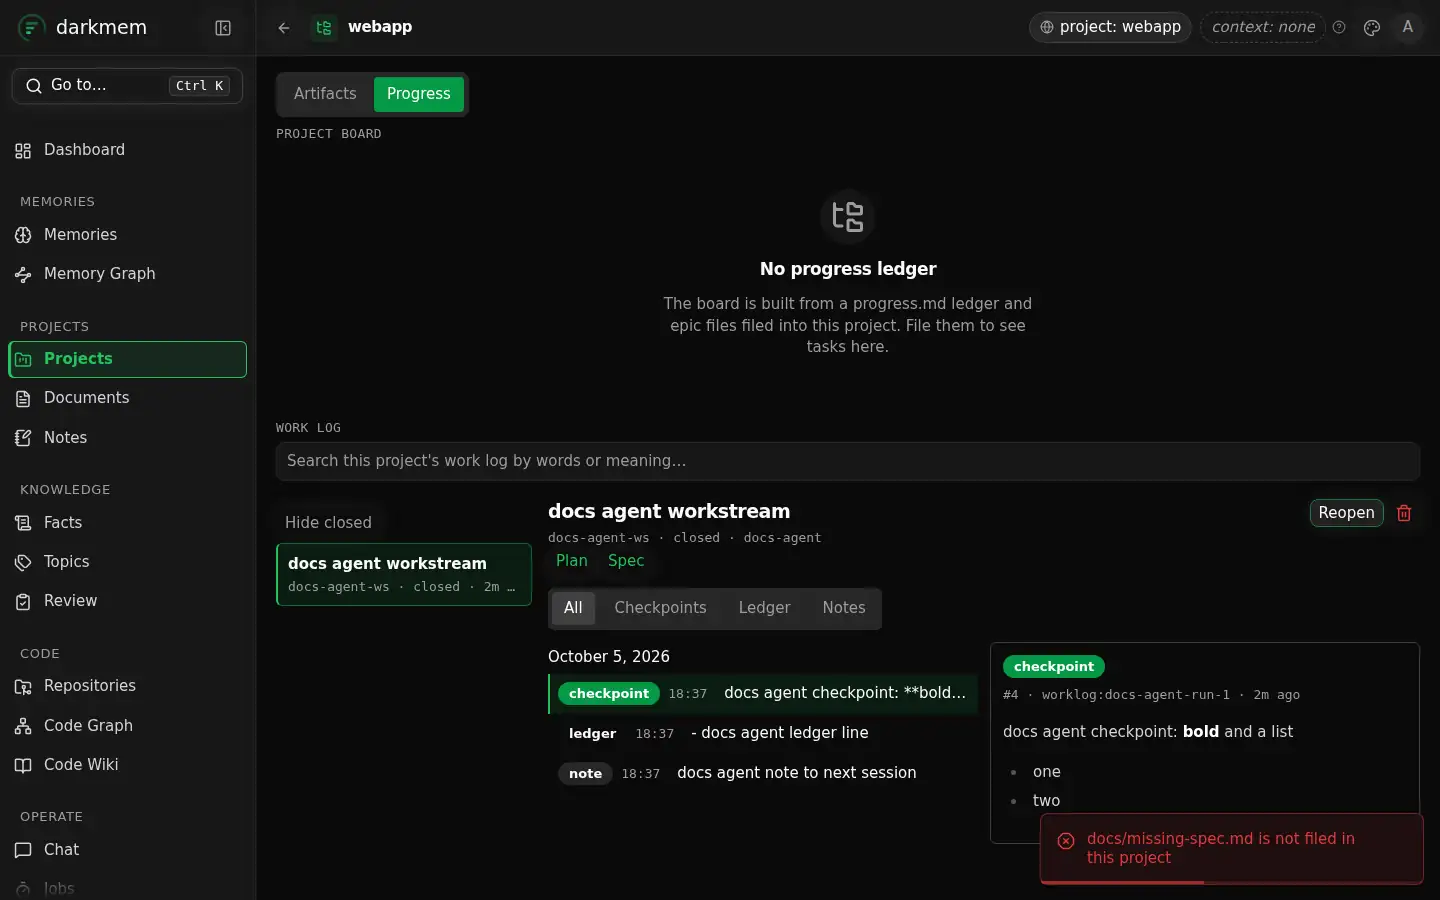 darkmem
webapp
project: webapp
context: none
A
Go to...
Ctrl K
Dashboard
MEMORIES
Memories
Memory Graph
PROJECTS
Projects
Documents
Notes
KNOWLEDGE
Facts
Topics
Review
CODE
Repositories
Code Graph
Code Wiki
OPERATE
Chat
Jobs
Artifacts
Progress
PROJECT BOARD
No progress ledger
The board is built from a progress.md ledger and
epic files filed into this project. File them to see
tasks here.
WORK LOG
Search this project's work log by words or meaning...
Hide closed
docs agent workstream
docs-agent-ws · closed · 2m ...
docs agent workstream
docs-agent-ws · closed · docs-agent
Plan Spec
Reopen
All Checkpoints Ledger Notes
October 5, 2026
checkpoint 18:37 docs agent checkpoint: **bold...
ledger 18:37 - docs agent ledger line
note 18:37 docs agent note to next session
checkpoint
#4 · worklog:docs-agent-run-1 · 2m ago
docs agent checkpoint: bold and a list
• one
• two
docs/missing-spec.md is not filed in
this project